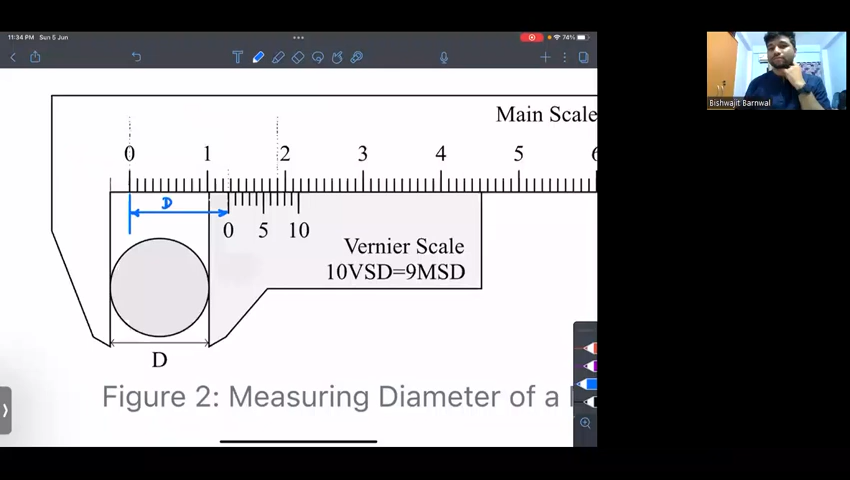 11:34 PM Sun 5 Jun
74%
Bishwajit Barnwal
Main Scale
0 1 2 3 4 5 6
D
0 5 10
Vernier Scale
10VSD=9MSD
D
Figure 2: Measuring Diameter of a